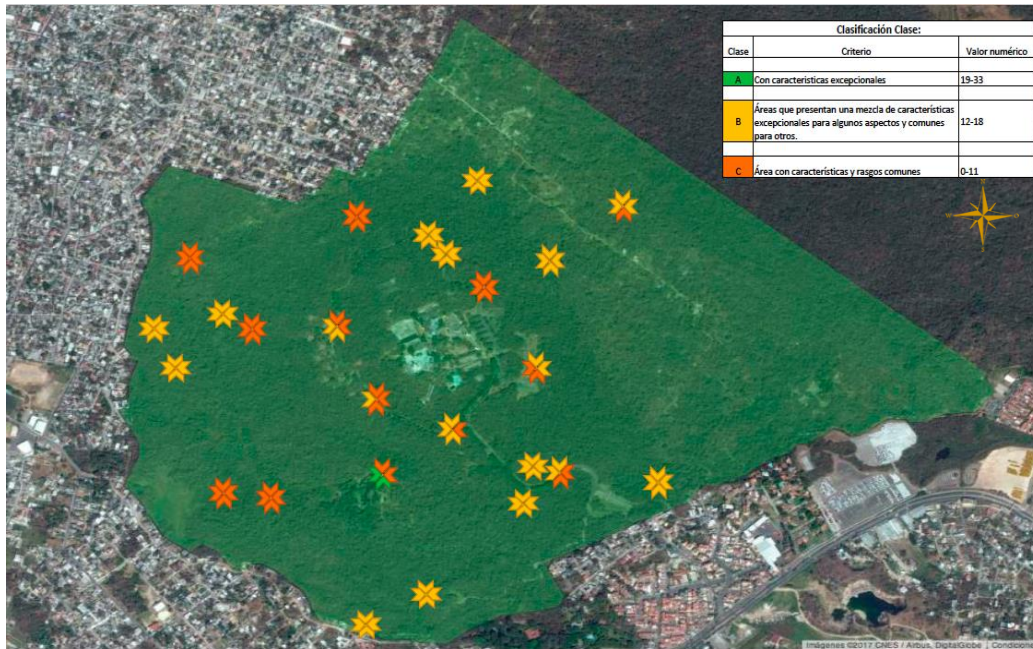 Clasificación Clase:
Clase Criterio Valor numérico
A Con características excepcionales 19-33
Áreas que presentan una mezcla de características
B excepcionales para algunos aspectos y comunes 12-18
para otros.
C Área con características y rasgos comunes 0-11
Imágenes ©2017 CNES / Airbus, DigitalGlobe